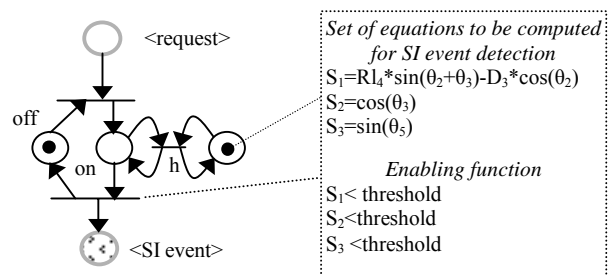 <request>
off
on
h
<SI event>
Set of equations to be computed
for SI event detection
S₁=Rl₄*sin(θ₂+θ₃)-D₃*cos(θ₂)
S₂=cos(θ₃)
S₃=sin(θ₅)
Enabling function
S₁< threshold
S₂<threshold
S₃ <threshold